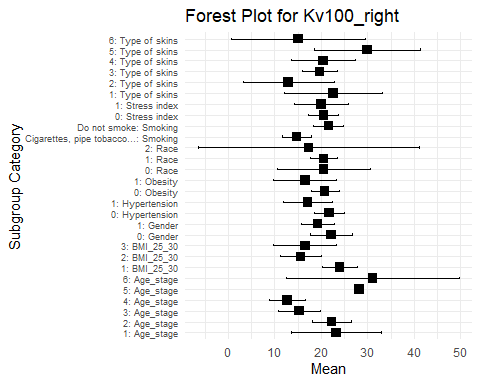 Forest Plot for Kv100_right
Subgroup Category
6: Type of skins
5: Type of skins
4: Type of skins
3: Type of skins
2: Type of skins
1: Type of skins
1: Stress index
0: Stress index
Do not smoke: Smoking
Cigarettes, pipe tobacco...: Smoking
2: Race
1: Race
0: Race
1: Obesity
0: Obesity
1: Hypertension
0: Hypertension
1: Gender
0: Gender
3: BMI_25_30
2: BMI_25_30
1: BMI_25_30
6: Age_stage
5: Age_stage
4: Age_stage
3: Age_stage
2: Age_stage
1: Age_stage
0 10 20 30 40 50
Mean